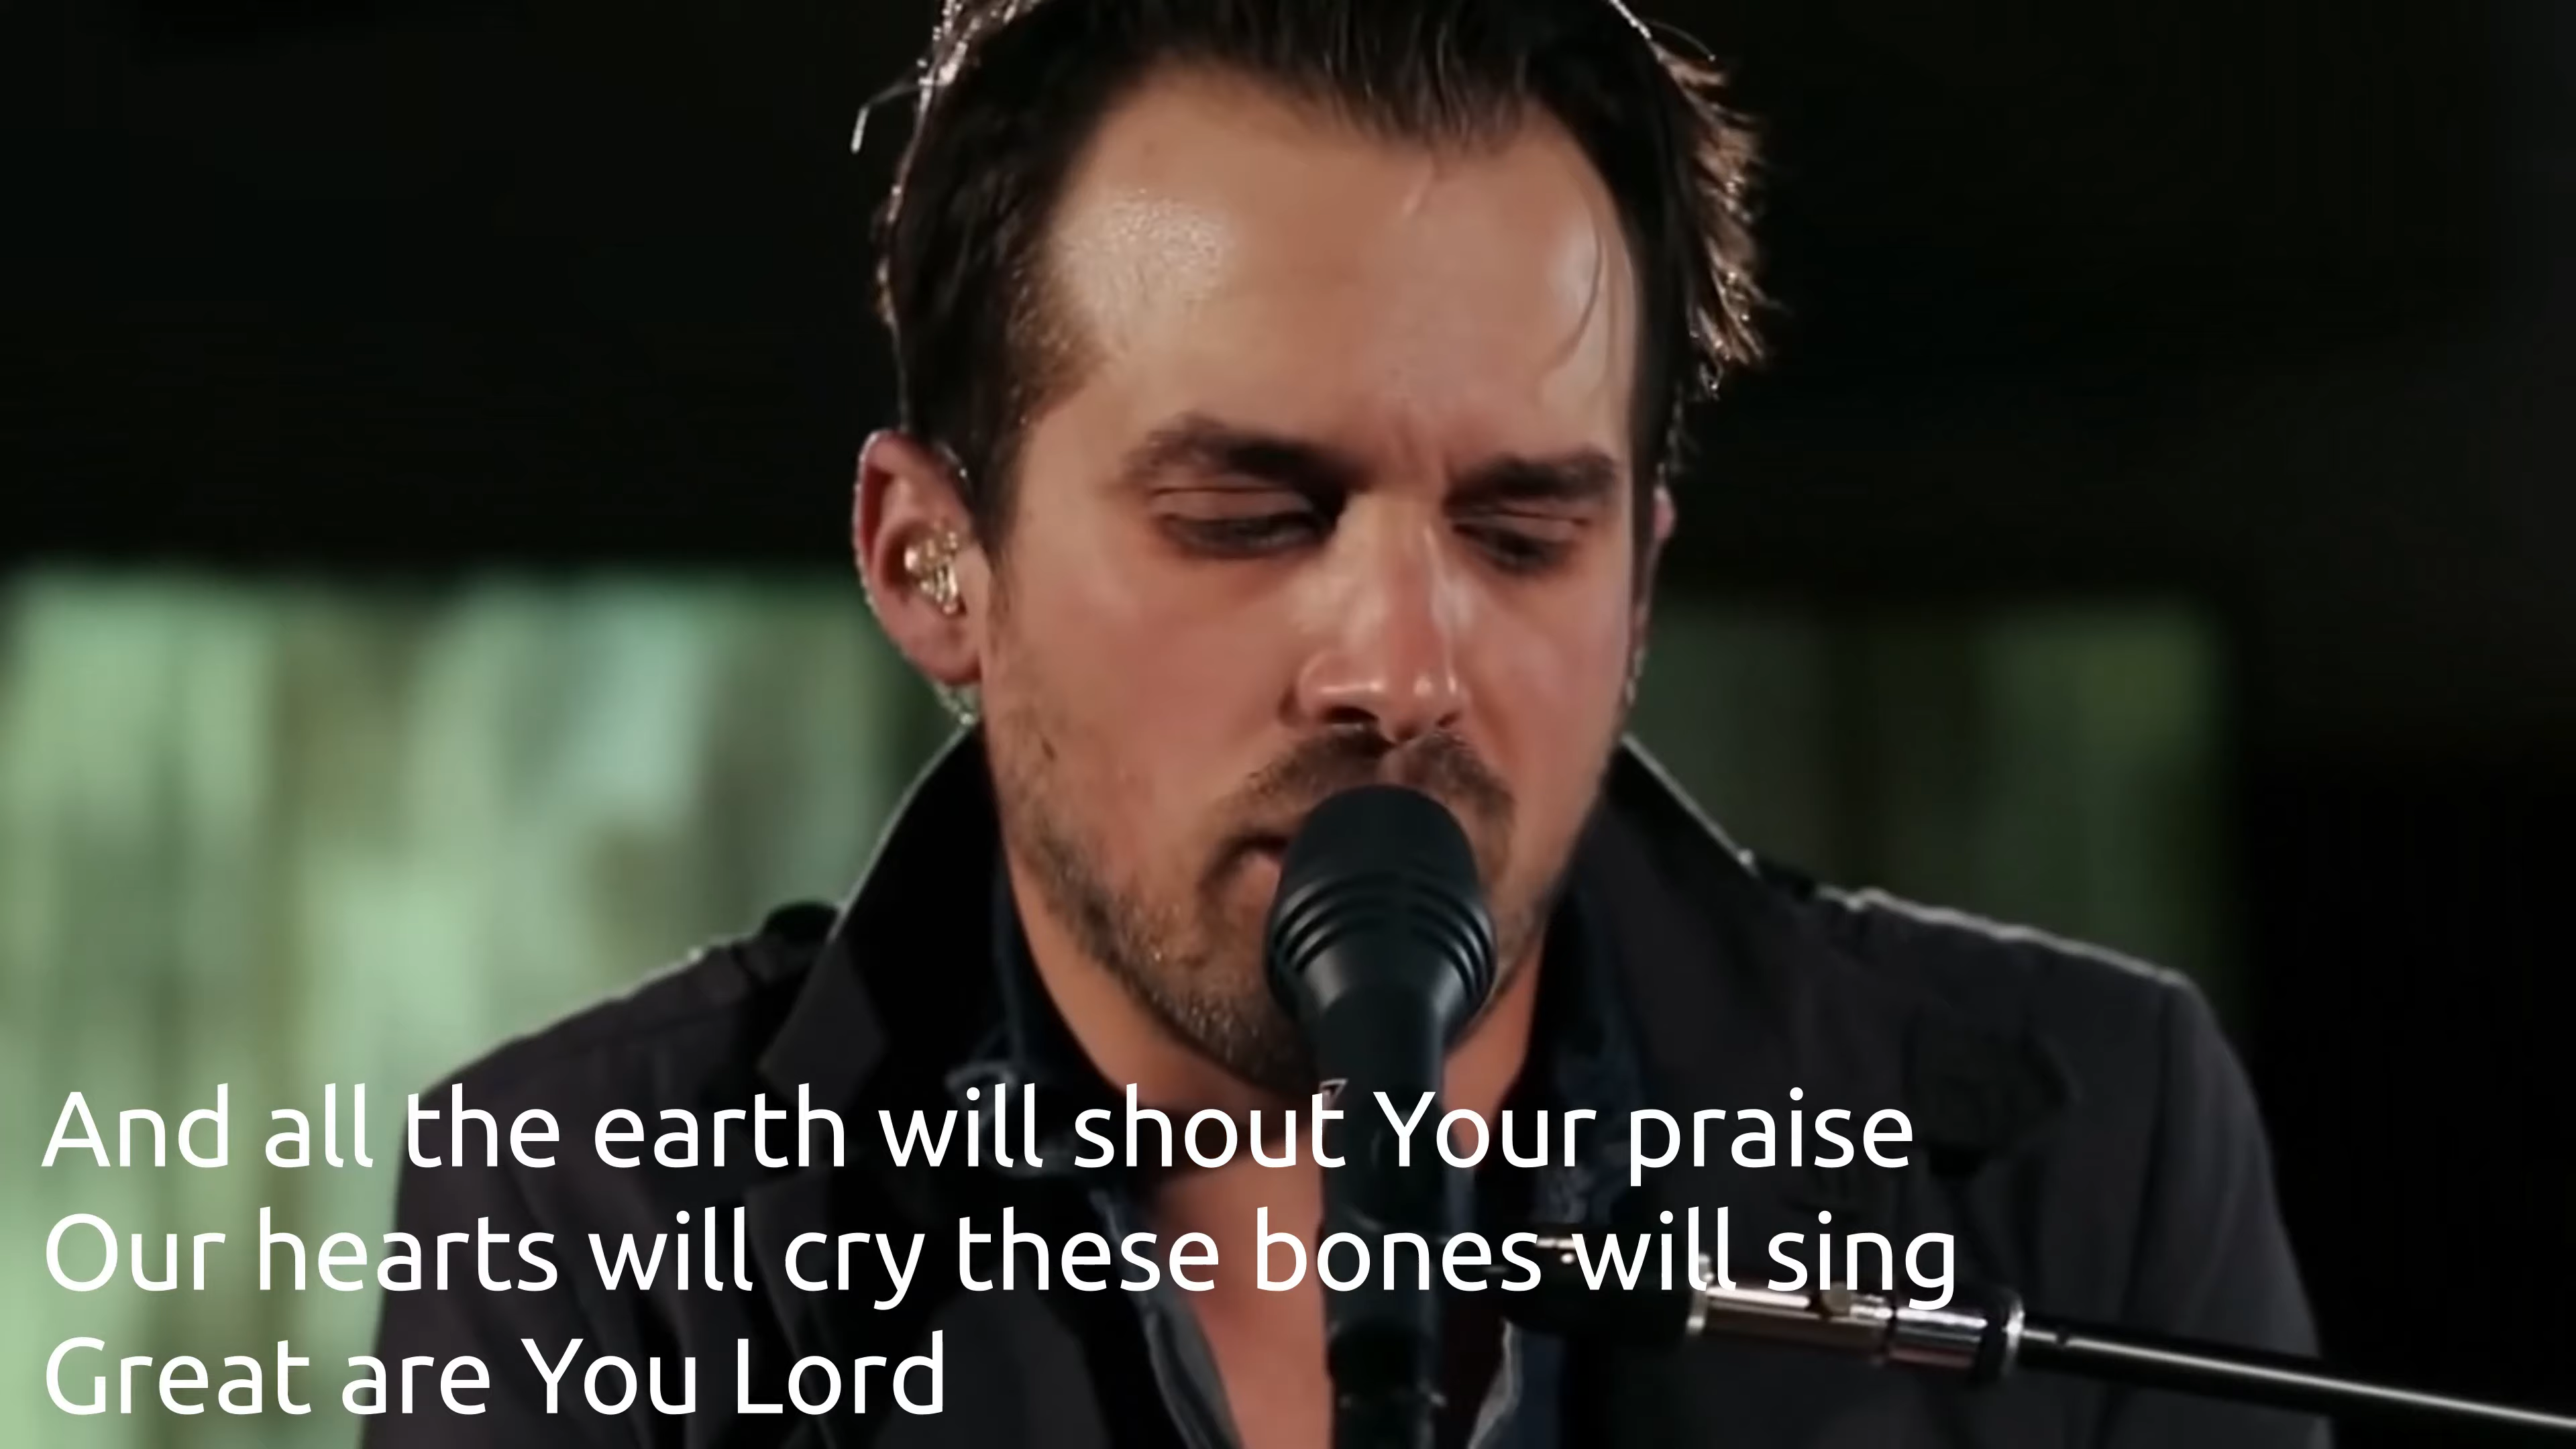 And all the earth will shout Your praise
Our hearts will cry these bones will sing
Great are You Lord